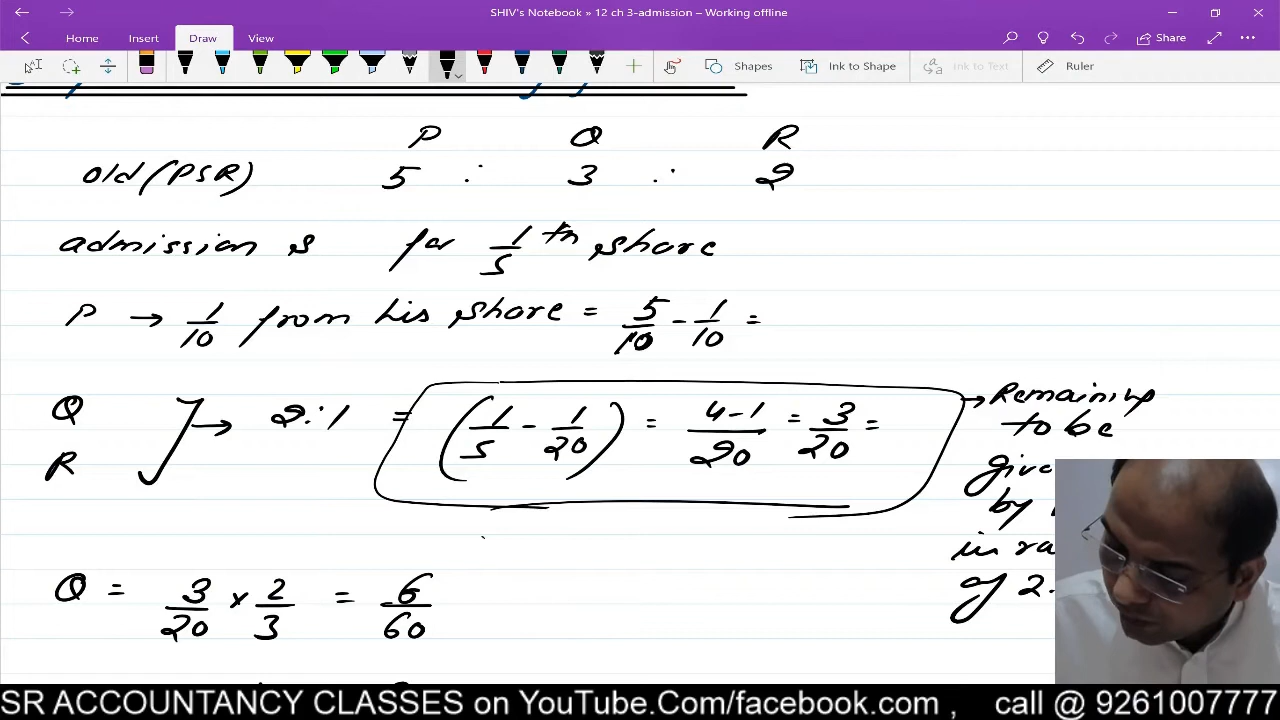 SHIV's Notebook » 12 ch 3-admission – Working offline
Home Insert Draw View Share
Shapes Ink to Shape Ink to Text Ruler
P Q R
old (PSR) 5 : 3 : 2
admission is for 1/5 th share
P → 1/10 from his share = 5/10 - 1/10 =
Q
R
→ 2:1 = (1/5 - 1/20) = 4-1/20 = 3/20 =
→ Remaining
to be
given
by
in ra
of 2:
Q = 3/20 × 2/3 = 6/60
SR ACCOUNTANCY CLASSES on YouTube.Com/facebook.com , call @ 9261007777